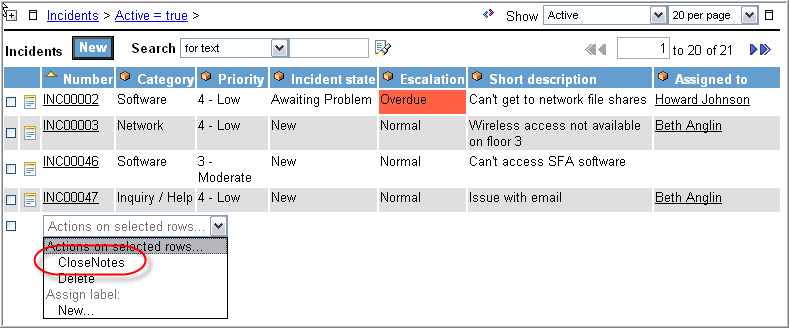 Incidents > Active = true > Show Active 20 per page
Incidents New Search for text 1 to 20 of 21
Number Category Priority Incident state Escalation Short description Assigned to
INC00002 Software 4 - Low Awaiting Problem Overdue Can't get to network file shares Howard Johnson
INC00003 Network 4 - Low New Normal Wireless access not available on floor 3 Beth Anglin
INC00046 Software 3 - Moderate New Normal Can't access SFA software
INC00047 Inquiry / Help 4 - Low New Normal Issue with email Beth Anglin
Actions on selected rows...
Actions on selected rows...
CloseNotes
Delete
Assign label:
New...